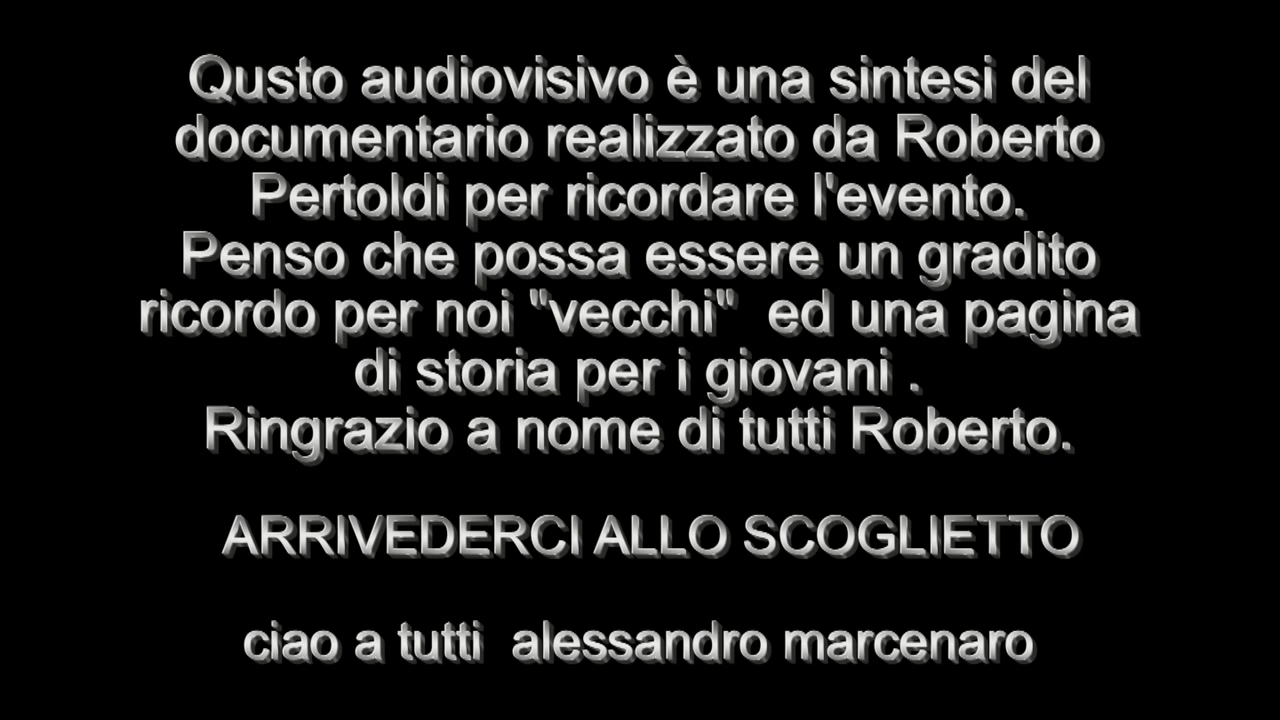 Qusto audiovisivo è una sintesi del
documentario realizzato da Roberto
Pertoldi per ricordare l'evento.
Penso che possa essere un gradito
ricordo per noi "vecchi"  ed una pagina
di storia per i giovani .
Ringrazio a nome di tutti Roberto.
ARRIVEDERCI ALLO SCOGLIETTO
ciao a tutti  alessandro marcenaro